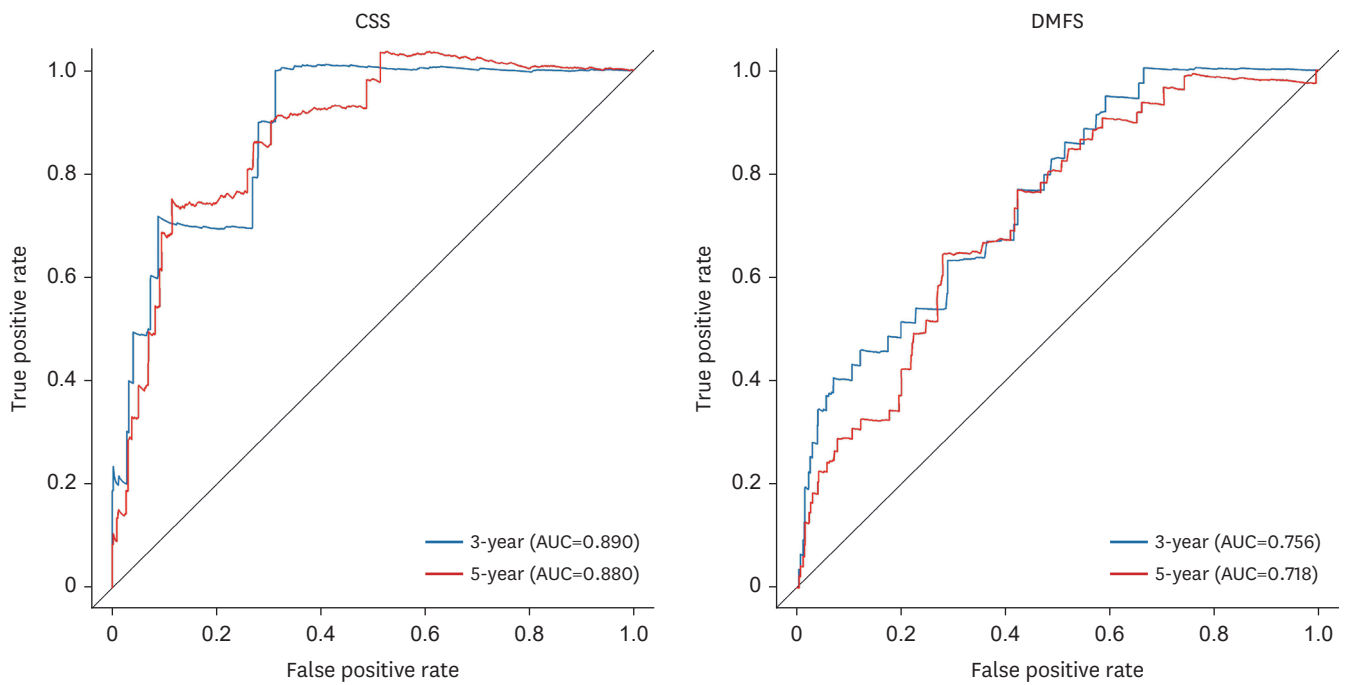 CSS
1.0
0.8
0.6
0.4
0.2
0
True positive rate
0 0.2 0.4 0.6 0.8 1.0
False positive rate
3-year (AUC=0.890)
5-year (AUC=0.880)
DMFS
1.0
0.8
0.6
0.4
0.2
0
True positive rate
0 0.2 0.4 0.6 0.8 1.0
False positive rate
3-year (AUC=0.756)
5-year (AUC=0.718)